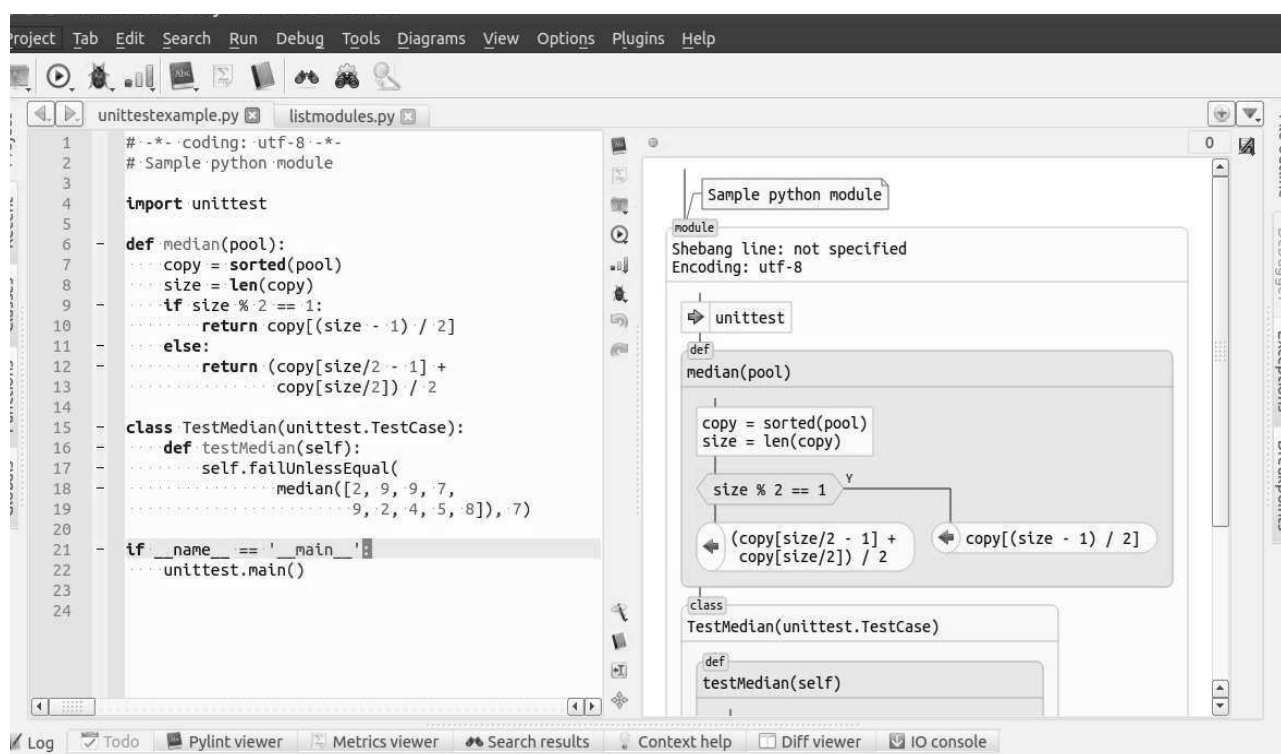 Project Tab Edit Search Run Debug Tools Diagrams View Options Plugins Help
unittestexample.py listmodules.py
0
1 # -*- coding: utf-8 -*-
2 # Sample python module
3
4 import unittest
5
6 def median(pool):
7 copy = sorted(pool)
8 size = len(copy)
9 if size % 2 == 1:
10 return copy[(size - 1) / 2]
11 else:
12 return (copy[size/2 - 1] +
13 copy[size/2]) / 2
14
15 class TestMedian(unittest.TestCase):
16 def testMedian(self):
17 self.failUnlessEqual(
18 median([2, 9, 9, 7,
19 9, 2, 4, 5, 8]), 7)
20
21 if __name__ == '__main__':
22 unittest.main()
23
24
Sample python module
module
Shebang line: not specified
Encoding: utf-8
unittest
def
median(pool)
copy = sorted(pool)
size = len(copy)
size % 2 == 1
Y
(copy[size/2 - 1] +
copy[size/2]) / 2
copy[(size - 1) / 2]
class
TestMedian(unittest.TestCase)
def
testMedian(self)
Log Todo Pylint viewer Metrics viewer Search results Context help Diff viewer IO console